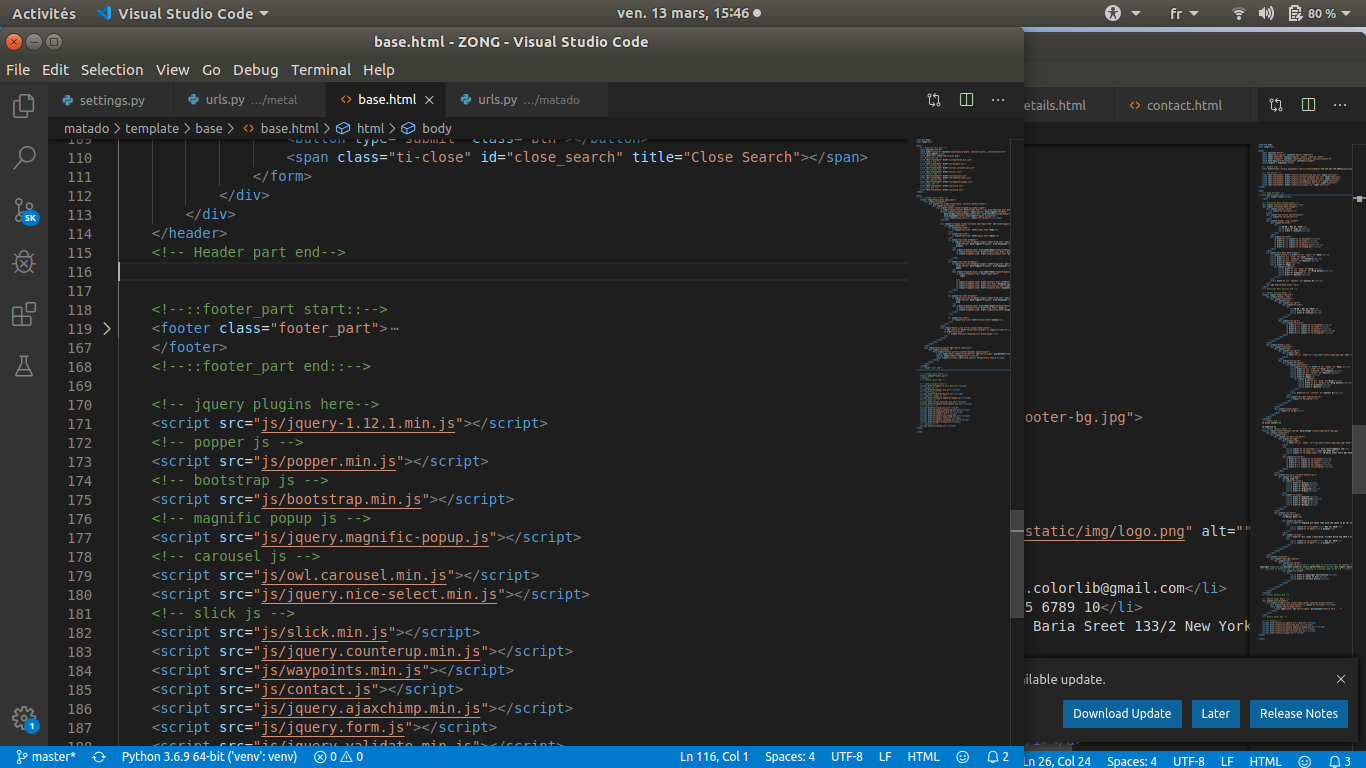 Activités Visual Studio Code ven. 13 mars, 15:46 fr 80 %
base.html - ZONG - Visual Studio Code
File Edit Selection View Go Debug Terminal Help
settings.py urls.py .../metal base.html urls.py .../matado
etails.html contact.html
matado template base base.html html body
109 <button type="submit" class="btn"></button>
110 <span class="ti-close" id="close_search" title="Close Search"></span>
111 </form>
112 </div>
113 </div>
114 </header>
115 <!-- Header part end-->
116
117
118 <!--::footer_part start::-->
119 <footer class="footer_part">
167 </footer>
168 <!--::footer_part end::-->
169
170 <!-- jquery plugins here-->
171 <script src="js/jquery-1.12.1.min.js"></script>
172 <!-- popper js -->
173 <script src="js/popper.min.js"></script>
174 <!-- bootstrap js -->
175 <script src="js/bootstrap.min.js"></script>
176 <!-- magnific popup js -->
177 <script src="js/jquery.magnific-popup.js"></script>
178 <!-- carousel js -->
179 <script src="js/owl.carousel.min.js"></script>
180 <script src="js/jquery.nice-select.min.js"></script>
181 <!-- slick js -->
182 <script src="js/slick.min.js"></script>
183 <script src="js/jquery.counterup.min.js"></script>
184 <script src="js/waypoints.min.js"></script>
185 <script src="js/contact.js"></script>
186 <script src="js/jquery.ajaxchimp.min.js"></script>
187 <script src="js/jquery.form.js"></script>
188 <script src="js/jquery.validate.min.js"></script>
5K
1
ooter-bg.jpg">
static/img/logo.png" alt=""
.colorlib@gmail.com</li>
5 6789 10</li>
Baria Sreet 133/2 New York
ilable update.
Download Update Later Release Notes
master* Python 3.6.9 64-bit ('venv': venv) 0 0 Ln 116, Col 1 Spaces: 4 UTF-8 LF HTML 2
Ln 26, Col 24 Spaces: 4 UTF-8 LF HTML 3